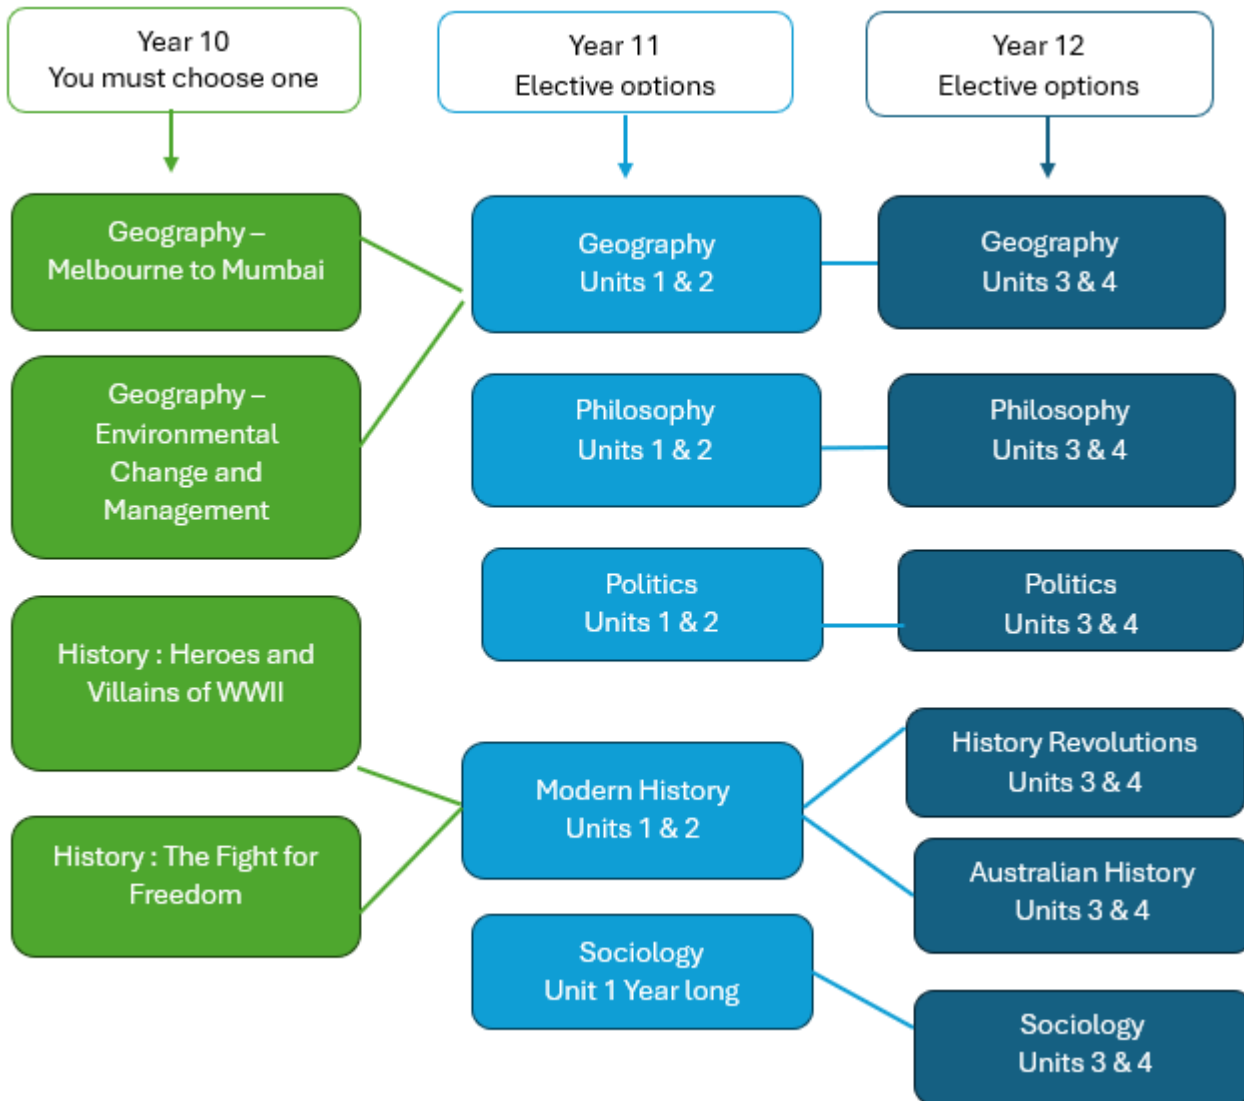 Year 10
You must choose one
Year 11
Elective options
Year 12
Elective options
Geography –
Melbourne to Mumbai
Geography –
Environmental
Change and
Management
History : Heroes and
Villains of WWII
History : The Fight for
Freedom
Geography
Units 1 & 2
Philosophy
Units 1 & 2
Politics
Units 1 & 2
Modern History
Units 1 & 2
Sociology
Unit 1 Year long
Geography
Units 3 & 4
Philosophy
Units 3 & 4
Politics
Units 3 & 4
History Revolutions
Units 3 & 4
Australian History
Units 3 & 4
Sociology
Units 3 & 4